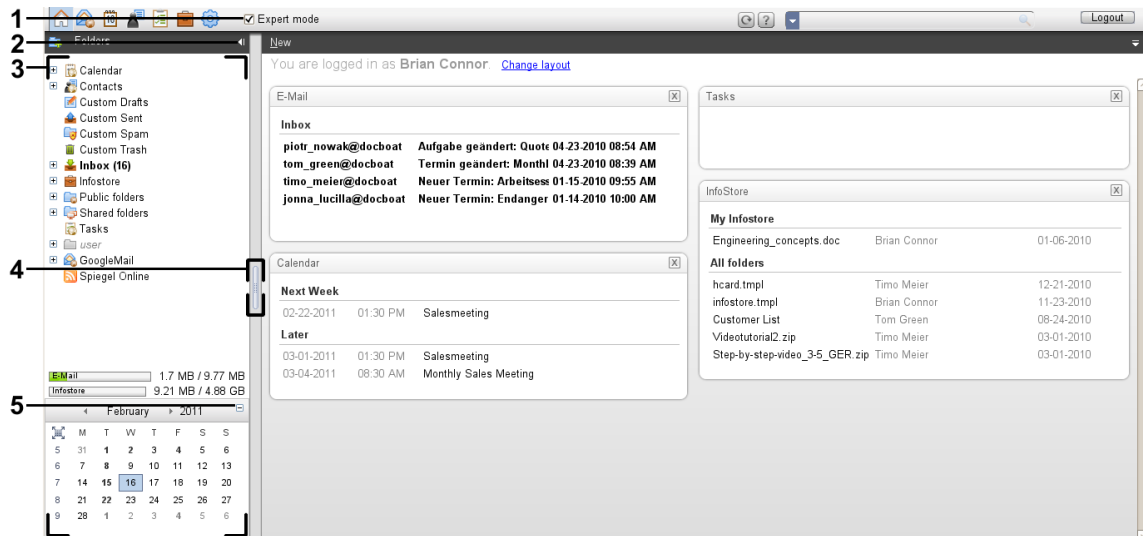 1
Expert mode
?
Logout
2
Folders
New
3
You are logged in as Brian Connor. Change layout
Calendar
Contacts
Custom Drafts
Custom Sent
Custom Spam
Custom Trash
Inbox (16)
Infostore
Public folders
Shared folders
Tasks
user
GoogleMail
Spiegel Online
E-Mail X
Inbox
piotr_nowak@docboat Aufgabe geändert: Quote 04-23-2010 08:54 AM
tom_green@docboat Termin geändert: Monthl 04-23-2010 08:39 AM
timo_meier@docboat Neuer Termin: Arbeitsess 01-15-2010 09:55 AM
jonna_lucilla@docboat Neuer Termin: Endanger 01-14-2010 10:00 AM
Tasks X
InfoStore X
My Infostore
Engineering_concepts.doc Brian Connor 01-06-2010
All folders
hcard.tmpl Timo Meier 12-21-2010
infostore.tmpl Brian Connor 11-23-2010
Customer List Tom Green 08-24-2010
Videotutorial2.zip Timo Meier 03-01-2010
Step-by-step-video_3-5_GER.zip Timo Meier 03-01-2010
4
Calendar X
Next Week
02-22-2011 01:30 PM Salesmeeting
Later
03-01-2011 01:30 PM Salesmeeting
03-04-2011 08:30 AM Monthly Sales Meeting
E-Mail 1.7 MB / 9.77 MB
Infostore 9.21 MB / 4.88 GB
5
February 2011
M T W T F S S
5 31 1 2 3 4 5 6
6 7 8 9 10 11 12 13
7 14 15 16 17 18 19 20
8 21 22 23 24 25 26 27
9 28 1 2 3 4 5 6